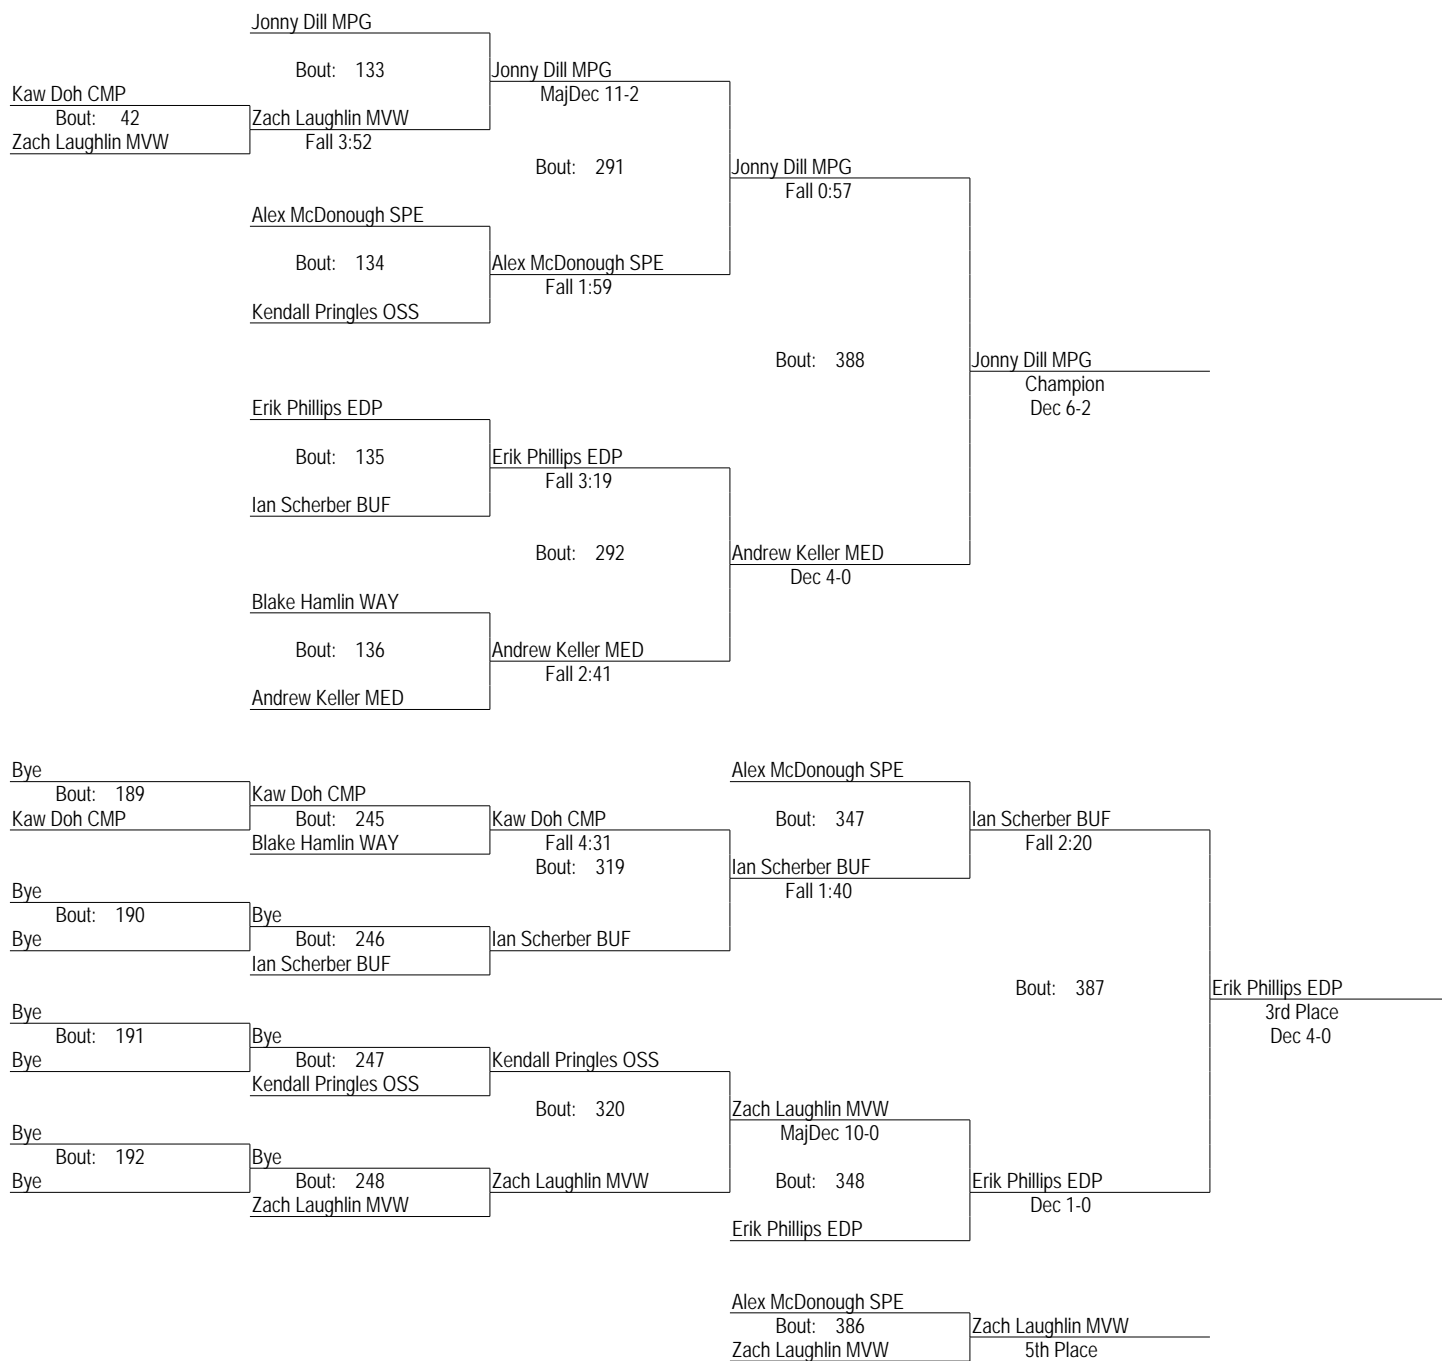 Jonny Dill MPG
Bout: 133
Jonny Dill MPG
Kaw Doh CMP
MajDec 11-2
Bout: 42
Zach Laughlin MVW
Zach Laughlin MVW
Fall 3:52
Bout: 291
Jonny Dill MPG
Fall 0:57
Alex McDonough SPE
Bout: 134
Alex McDonough SPE
Fall 1:59
Kendall Pringles OSS
Bout: 388
Jonny Dill MPG
Champion
Dec 6-2
Erik Phillips EDP
Bout: 135
Erik Phillips EDP
Fall 3:19
Ian Scherber BUF
Bout: 292
Andrew Keller MED
Dec 4-0
Blake Hamlin WAY
Bout: 136
Andrew Keller MED
Fall 2:41
Andrew Keller MED
Bye
Alex McDonough SPE
Bout: 189
Kaw Doh CMP
Kaw Doh CMP
Bout: 245
Kaw Doh CMP
Bout: 347
Ian Scherber BUF
Blake Hamlin WAY
Fall 4:31
Fall 2:20
Bout: 319
Ian Scherber BUF
Bye
Fall 1:40
Bout: 190
Bye
Bye
Bout: 246
Ian Scherber BUF
Ian Scherber BUF
Bout: 387
Erik Phillips EDP
3rd Place
Dec 4-0
Bye
Bout: 191
Bye
Bye
Bout: 247
Kendall Pringles OSS
Kendall Pringles OSS
Bout: 320
Zach Laughlin MVW
MajDec 10-0
Bye
Bout: 192
Bye
Bye
Bout: 248
Zach Laughlin MVW
Bout: 348
Erik Phillips EDP
Zach Laughlin MVW
Dec 1-0
Erik Phillips EDP
Alex McDonough SPE
Bout: 386
Zach Laughlin MVW
Zach Laughlin MVW
5th Place